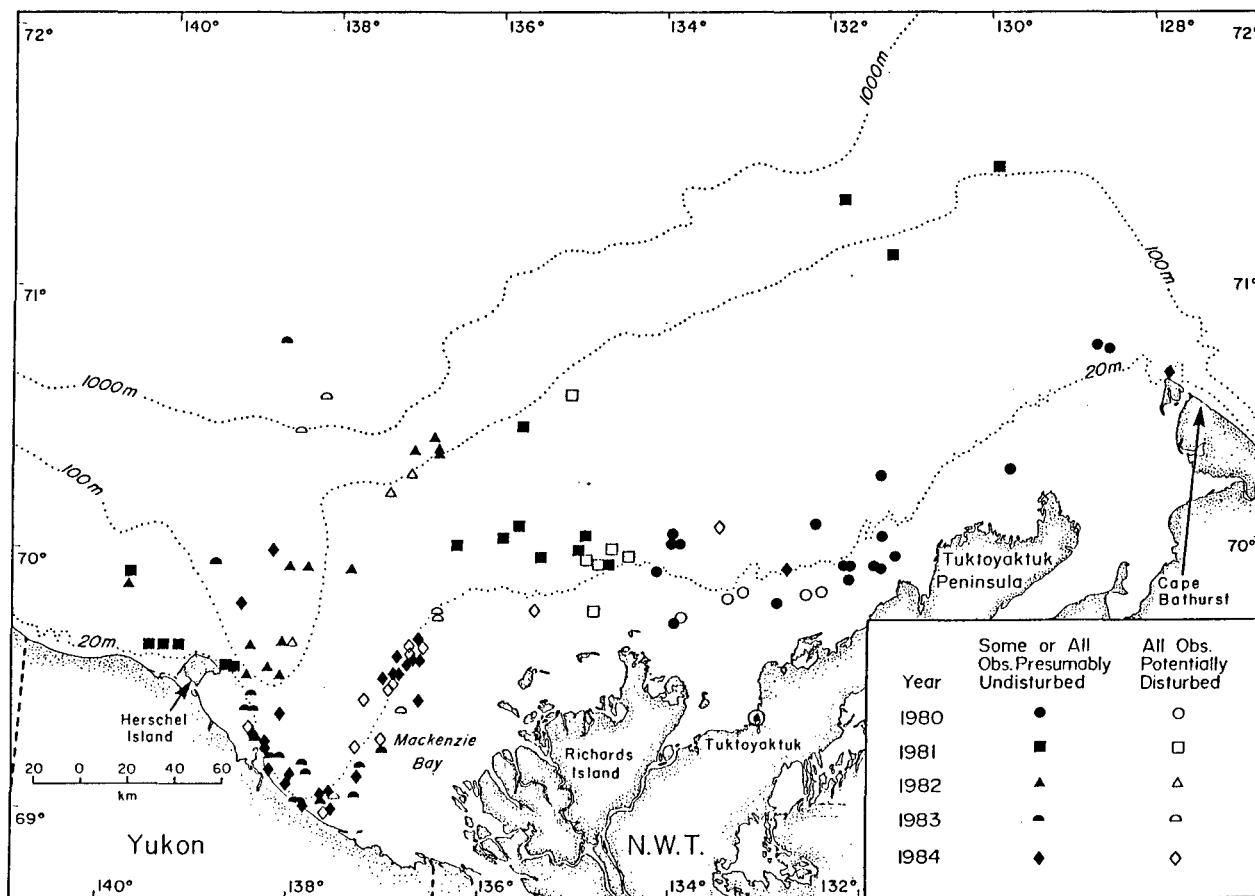 72°
140°
138°
136°
134°
132°
130°
128°
72°
1000m
71°
71°
100m
1000m
20m.
100m
70°
70°
Tuktoyaktuk
Peninsula
Cape
Bathurst
20m.
Herschel
Island
Mackenzie
Bay
Richards
Island
Tuktoyaktuk
20 0 20 40 60
km
69°
Yukon
N.W.T.
140°
138°
136°
134°
132°
Year
Some or All
Obs. Presumably
Undisturbed
All Obs.
Potentially
Disturbed
1980
1981
1982
1983
1984